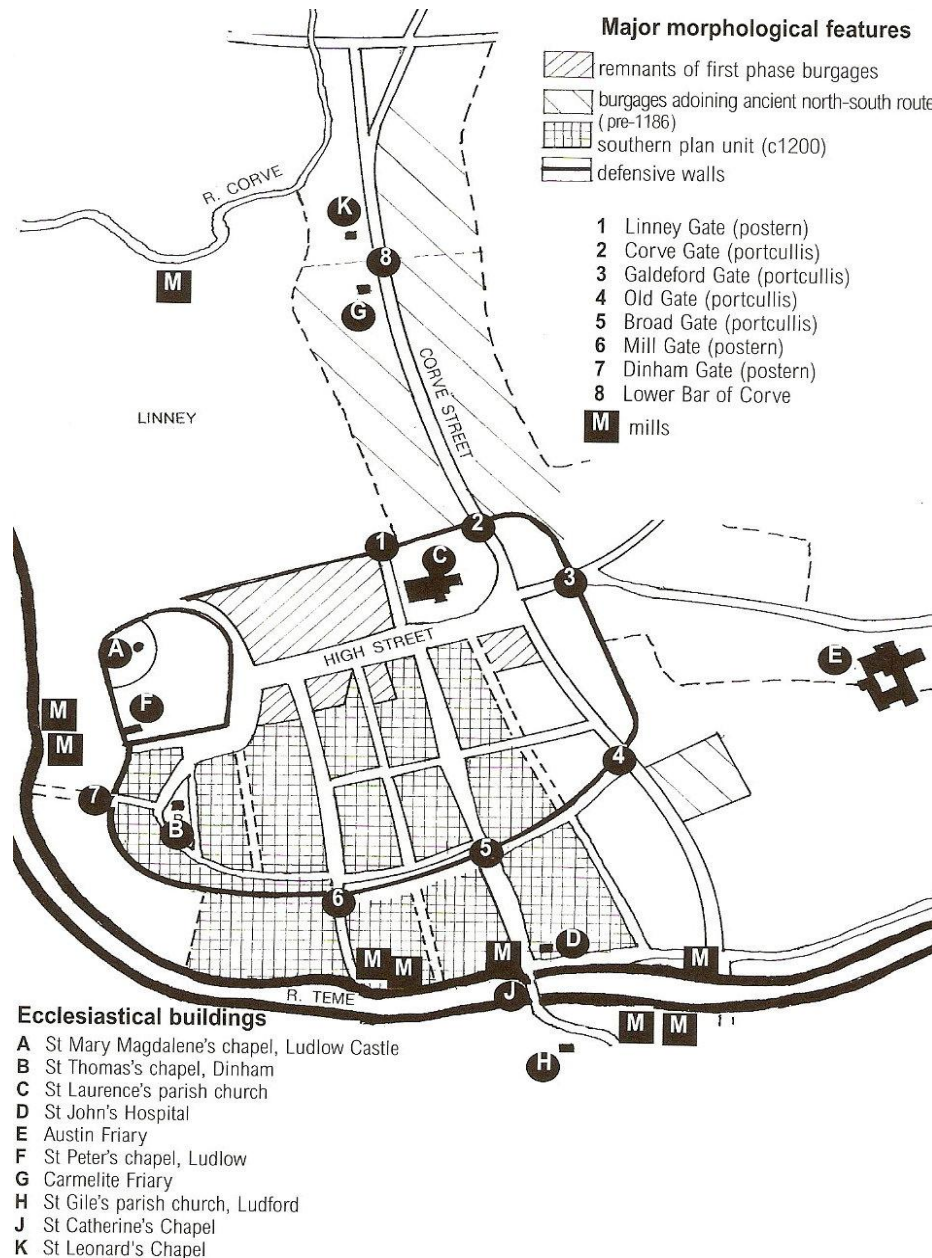 Major morphological features
remnants of first phase burgages
burgages adoining ancient north-south route
(pre-1186)
southern plan unit (c1200)
defensive walls
1 Linney Gate (postern)
2 Corve Gate (portcullis)
3 Galdeford Gate (portcullis)
4 Old Gate (portcullis)
5 Broad Gate (portcullis)
6 Mill Gate (postern)
7 Dinham Gate (postern)
8 Lower Bar of Corve
M mills
R. CORVE
K
8
M
G
CORVE STREET
LINNEY
2
1
C
3
HIGH STREET
A
E
F
M
M
4
7
B
5
6
D
M
M
M
M
R. TEME
J
M
M
H
Ecclesiastical buildings
A St Mary Magdalene's chapel, Ludlow Castle
B St Thomas's chapel, Dinham
C St Laurence's parish church
D St John's Hospital
E Austin Friary
F St Peter's chapel, Ludlow
G Carmelite Friary
H St Gile's parish church, Ludford
J St Catherine's Chapel
K St Leonard's Chapel